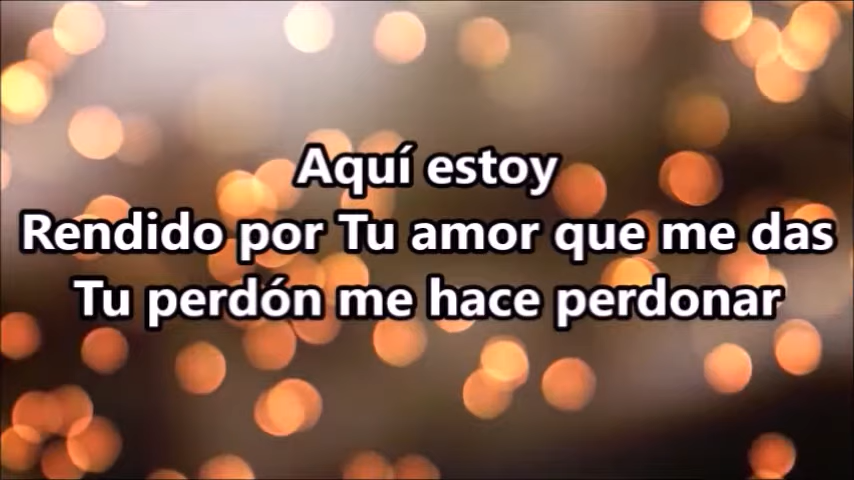 Aquí estoy
Rendido por Tu amor que me das
Tu perdón me hace perdonar